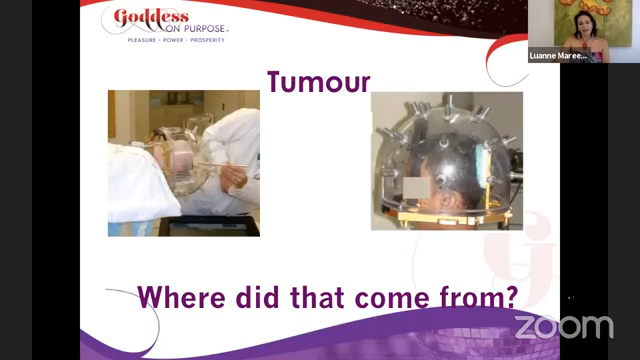 Goddess
ON PURPOSE
PLEASURE • POWER • PROSPERITY
Luanne Maree...
Tumour
Where did that come from?
zoom